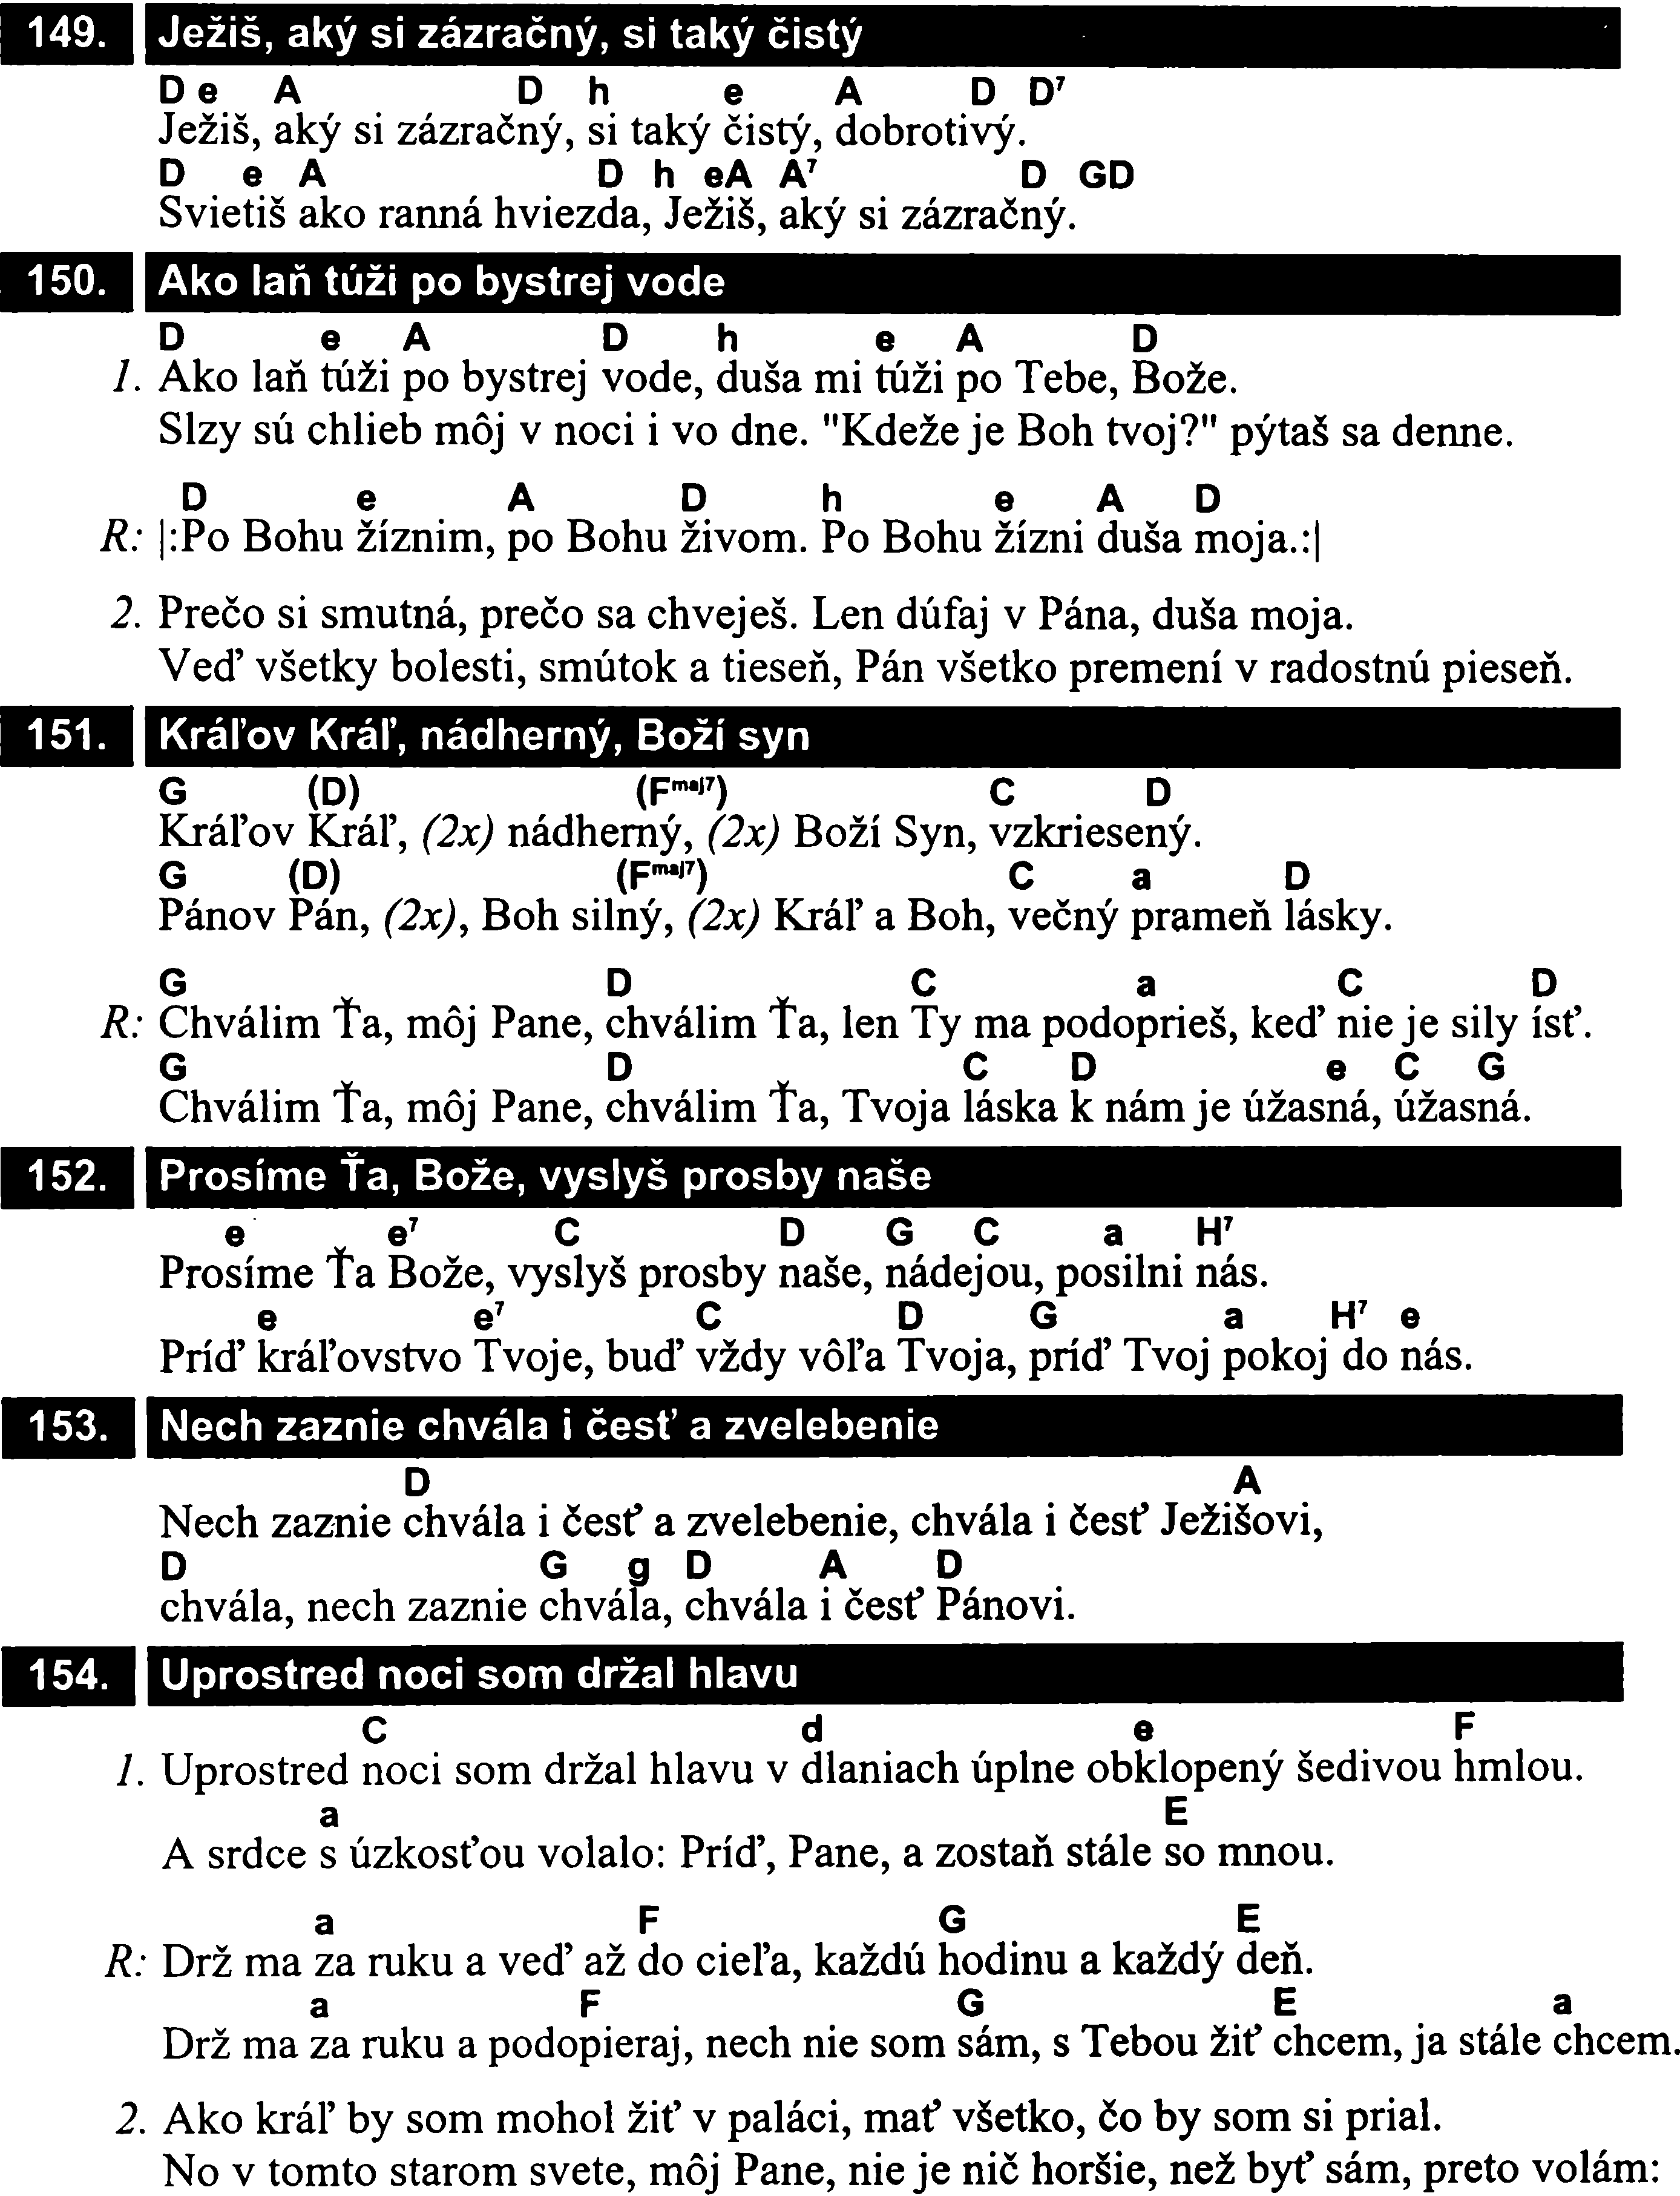 149. Ježiš, aký si zázračný, si taký čistý
D e A D h e A D D7
Ježiš, aký si zázračný, si taký čistý, dobrotivý.
D e A D h eA A7 D GD
Svietiš ako ranná hviezda, Ježiš, aký si zázračný.
150. Ako laň túži po bystrej vode
D e A D h e A D
1. Ako laň túži po bystrej vode, duša mi túži po Tebe, Bože.
Slzy sú chlieb môj v noci i vo dne. "Kdeže je Boh tvoj?" pýtaš sa denne.
D e A D h e A D
R: |:Po Bohu žíznim, po Bohu živom. Po Bohu žízni duša moja.:|
2. Prečo si smutná, prečo sa chveješ. Len dúfaj v Pána, duša moja.
Veď všetky bolesti, smútok a tieseň, Pán všetko premení v radostnú pieseň.
151. Kráľov Kráľ, nádherný, Boží syn
G (D) (Fmaj7) C D
Kráľov Kráľ, (2x) nádherný, (2x) Boží Syn, vzkriesený.
G (D) (Fmaj7) C a D
Pánov Pán, (2x), Boh silný, (2x) Kráľ a Boh, večný prameň lásky.
G D C a C D
R: Chválim Ťa, môj Pane, chválim Ťa, len Ty ma podoprieš, keď nie je sily ísť.
G D C D e C G
Chválim Ťa, môj Pane, chválim Ťa, Tvoja láska k nám je úžasná, úžasná.
152. Prosíme Ťa, Bože, vyslyš prosby naše
e e7 C D G C a H7
Prosíme Ťa Bože, vyslyš prosby naše, nádejou, posilni nás.
e e7 C D G a H7 e
Príď kráľovstvo Tvoje, buď vždy vôľa Tvoja, príď Tvoj pokoj do nás.
153. Nech zaznie chvála i česť a zvelebenie
D A
Nech zaznie chvála i česť a zvelebenie, chvála i česť Ježišovi,
D G g D A D
chvála, nech zaznie chvála, chvála i česť Pánovi.
154. Uprostred noci som držal hlavu
C d e F
1. Uprostred noci som držal hlavu v dlaniach úplne obklopený šedivou hmlou.
a E
A srdce s úzkosťou volalo: Príď, Pane, a zostaň stále so mnou.
a F G E
R: Drž ma za ruku a veď až do cieľa, každú hodinu a každý deň.
a F G E a
Drž ma za ruku a podopieraj, nech nie som sám, s Tebou žiť chcem, ja stále chcem.
2. Ako kráľ by som mohol žiť v paláci, mať všetko, čo by som si prial.
No v tomto starom svete, môj Pane, nie je nič horšie, než byť sám, preto volám: